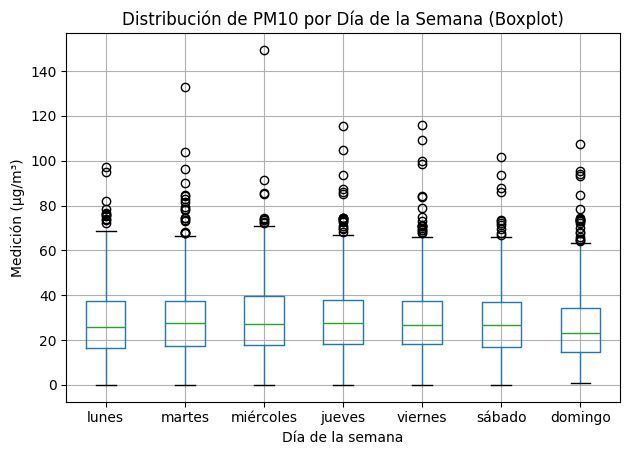 Distribución de PM10 por Día de la Semana (Boxplot)
Medición (μg/m³)
140
120
100
80
60
40
20
0
lunes martes miércoles jueves viernes sábado domingo
Día de la semana